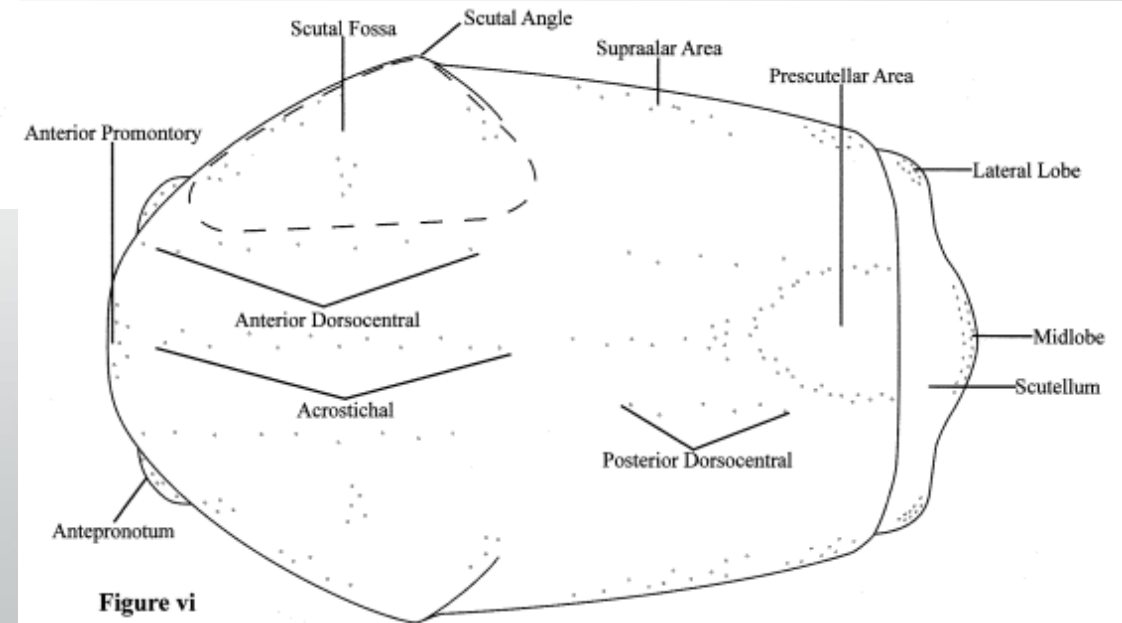 Scutal Angle
Scutal Fossa
Supraalar Area
Prescutellar Area
Anterior Promontory
Lateral Lobe
Anterior Dorsocentral
Midlobe
Scutellum
Acrostichal
Posterior Dorsocentral
Antepronotum
Figure vi